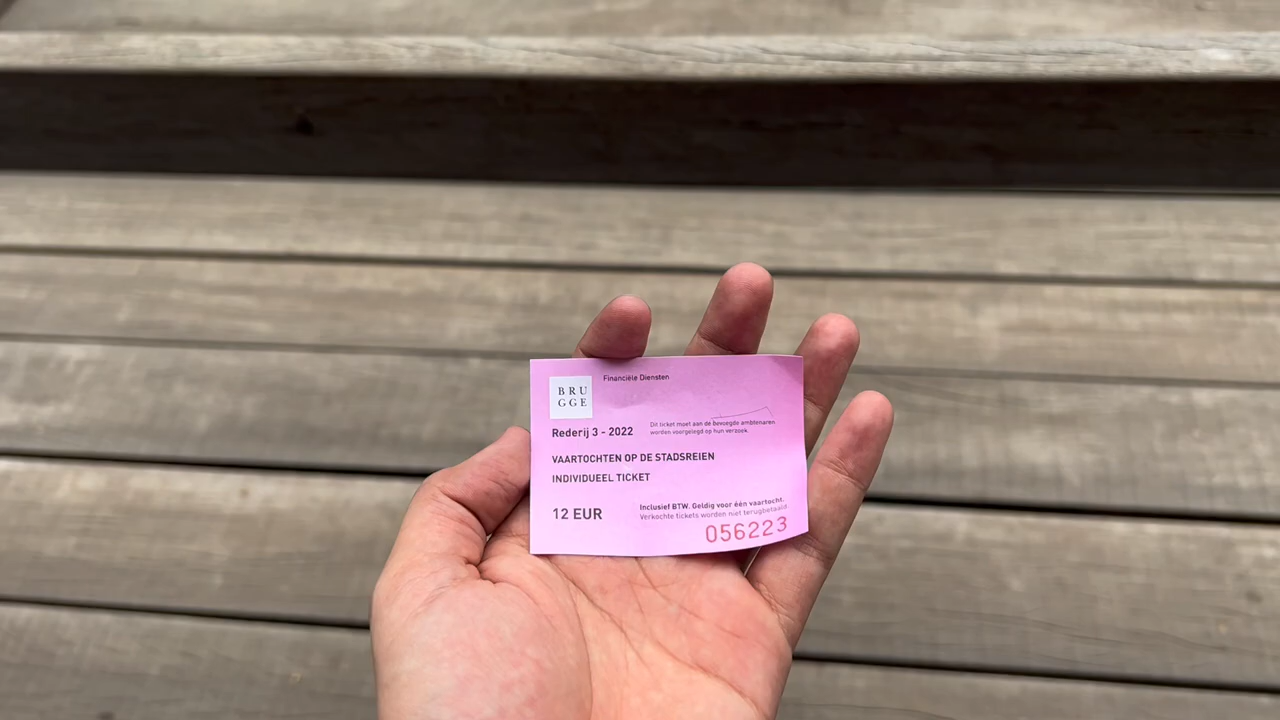 BRU
GGE
Financiële Diensten
Rederij 3 - 2022
Dit ticket moet aan de bevoegde ambtenaren
worden voorgelegd op hun verzoek.
VAARTOCHTEN OP DE STADSREIEN
INDIVIDUEEL TICKET
12 EUR
Inclusief BTW. Geldig voor één vaartocht.
Verkochte tickets worden niet terugbetaald
056223